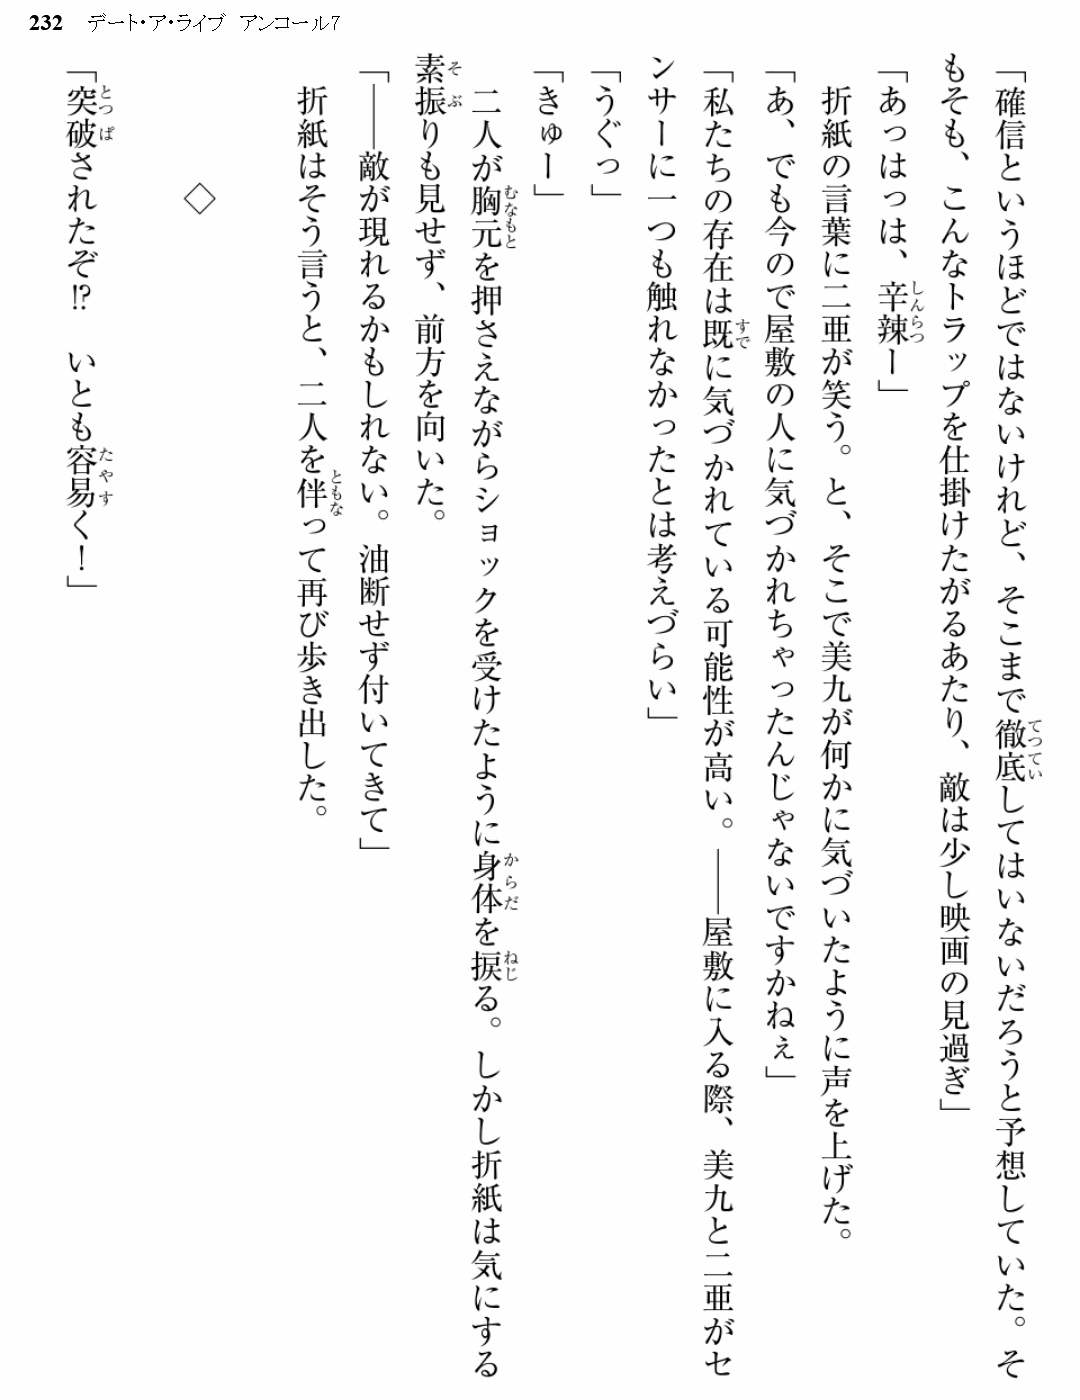 232 デート・ア・ライブ アンコール7
「確信というほどではないけれど、そこまで徹底してはいないだろうと予想していた。そ
もそも、こんなトラップを仕掛けたがるあたり、敵は少し映画の見過ぎ」
「あっはっは、辛辣ー」
折紙の言葉に二亜が笑う。と、そこで美九が何かに気づいたように声を上げた。
「あ、でも今ので屋敷の人に気づかれちゃったんじゃないですかねぇ」
「私たちの存在は既に気づかれている可能性が高い。――屋敷に入る際、美九と二亜がセ
ンサーに一つも触れなかったとは考えづらい」
「うぐっ」
「きゅー」
二人が胸元を押さえながらショックを受けたように身体を捩る。しかし折紙は気にする
素振りも見せず、前方を向いた。
「――敵が現れるかもしれない。油断せず付いてきて」
折紙はそう言うと、二人を伴って再び歩き出した。
◇
「突破されたぞ!? いとも容易く！」